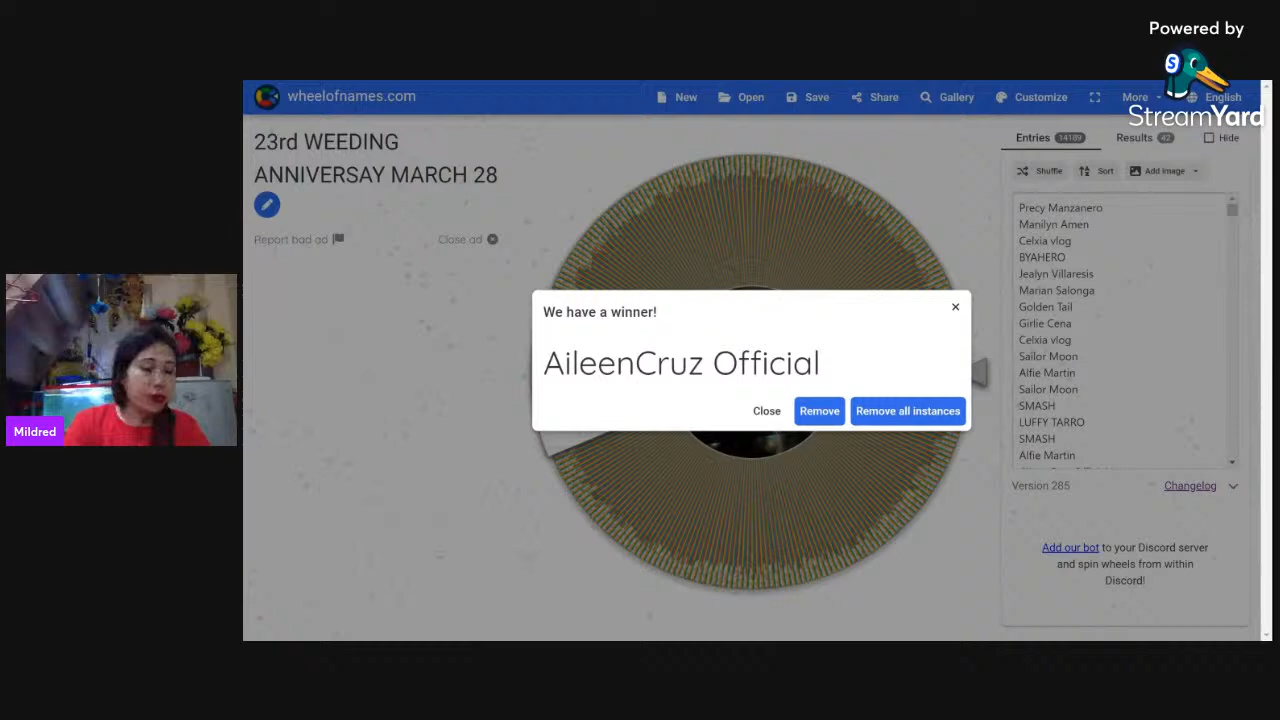 Powered by
StreamYard
wheelofnames.com
New
Open
Save
Share
Gallery
Customize
More
English
23rd WEEDING
ANNIVERSAY MARCH 28
Report bad ad
Close ad
Entries 14189
Results 42
Hide
Shuffle
Sort
Add Image
Precy Manzanero
Manilyn Amen
Celxia vlog
BYAHERO
Jealyn Villaresis
Marian Salonga
Golden Tail
Girlie Cena
Celxia vlog
Sailor Moon
Alfie Martin
Sailor Moon
SMASH
LUFFY TARRO
SMASH
Alfie Martin
We have a winner!
AileenCruz Official
Close
Remove
Remove all instances
Mildred
Version 285
Changelog
Add our bot to your Discord server
and spin wheels from within
Discord!